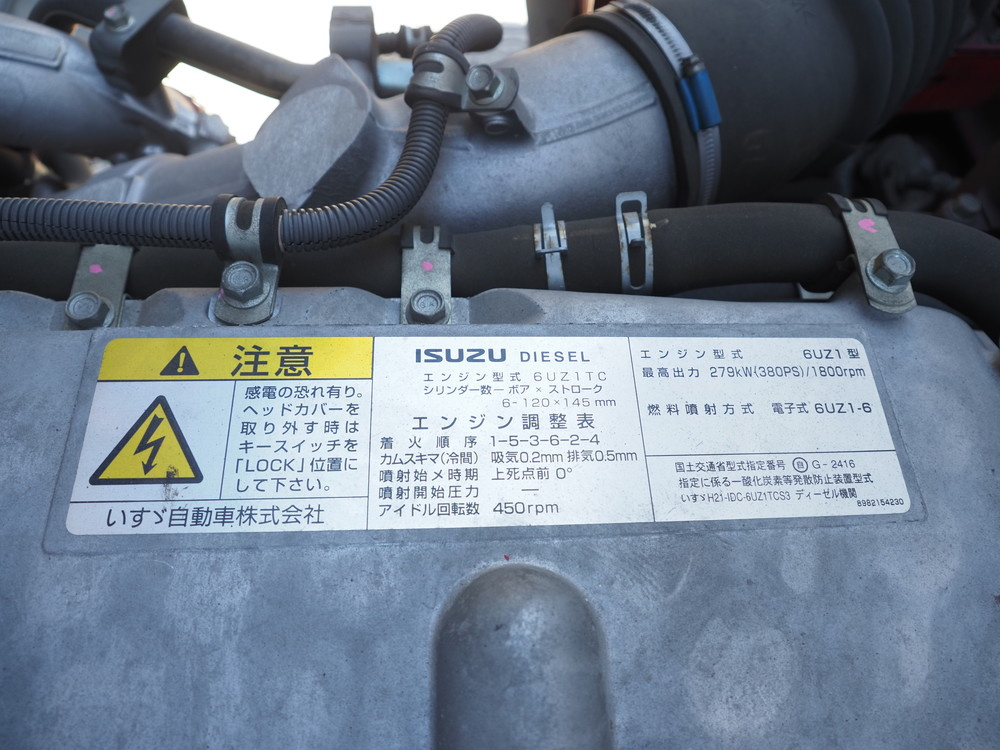 注意
感電の恐れ有り。
ヘッドカバーを
取り外す時は
キースイッチを
「LOCK」位置に
して下さい。
いすゞ自動車株式会社
ISUZU DIESEL
エンジン型式 6UZ1TC
シリンダー数-ボア×ストローク
6-120×145mm
エンジン調整表
着火順序 1-5-3-6-2-4
カムスキマ(冷間) 吸気0.2mm 排気0.5mm
噴射始メ時期 上死点前 0°
噴射開始圧力 —
アイドル回転数 450rpm
エンジン型式 6UZ1型
最高出力 279kW(380PS)/1800rpm
燃料噴射方式 電子式 6UZ1-6
国土交通省型式指定番号 ㊐ G-2416
指定に係る一酸化炭素等発散防止装置型式
いすゞH21-IDC-6UZ1TCS3 ディーゼル機関
8982154230